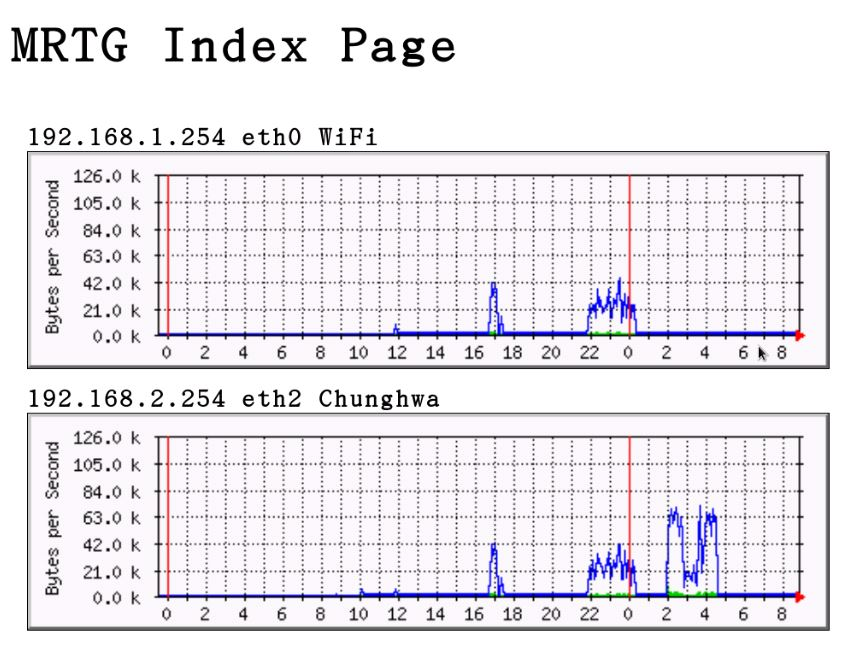 MRTG Index Page
192.168.1.254 eth0 WiFi
Bytes per Second
126.0 k
105.0 k
84.0 k
63.0 k
42.0 k
21.0 k
0.0 k
0 2 4 6 8 10 12 14 16 18 20 22 0 2 4 6 8
192.168.2.254 eth2 Chunghwa
Bytes per Second
126.0 k
105.0 k
84.0 k
63.0 k
42.0 k
21.0 k
0.0 k
0 2 4 6 8 10 12 14 16 18 20 22 0 2 4 6 8